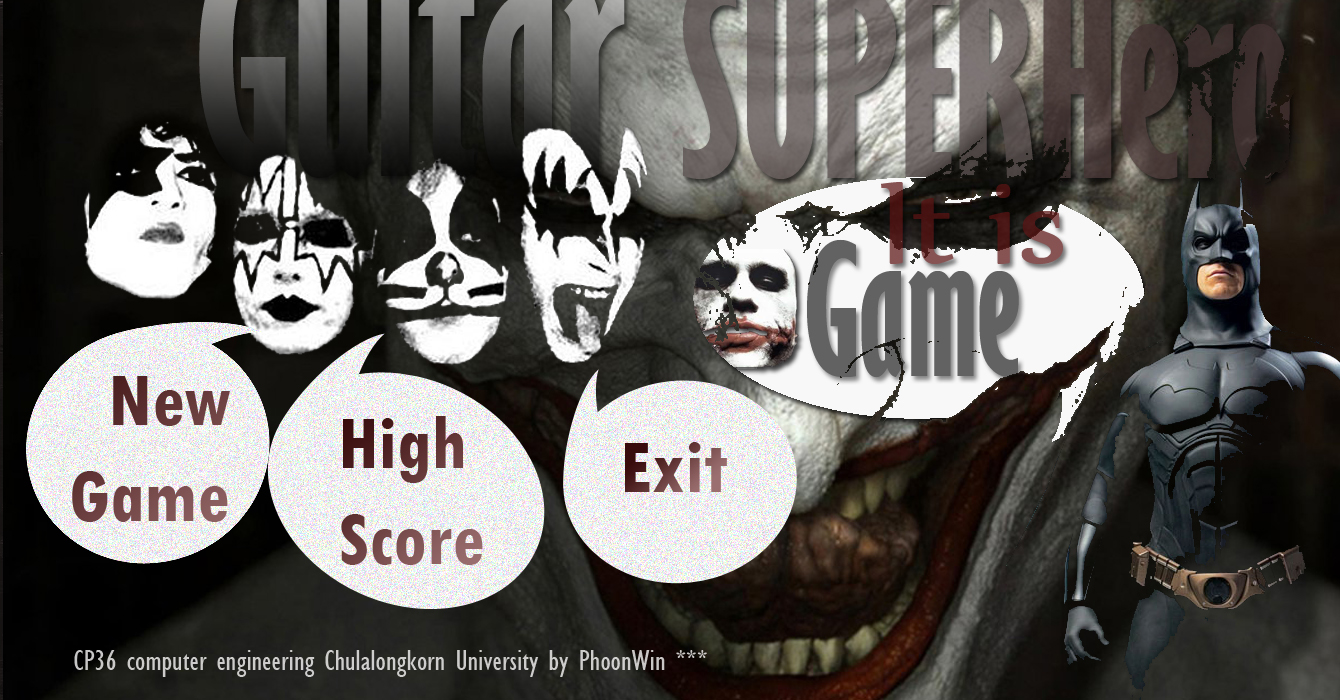 Guitar SUPERHero
It is
Game
New
Game
High
Score
Exit
CP36 computer engineering Chulalongkorn University by PhoonWin ***